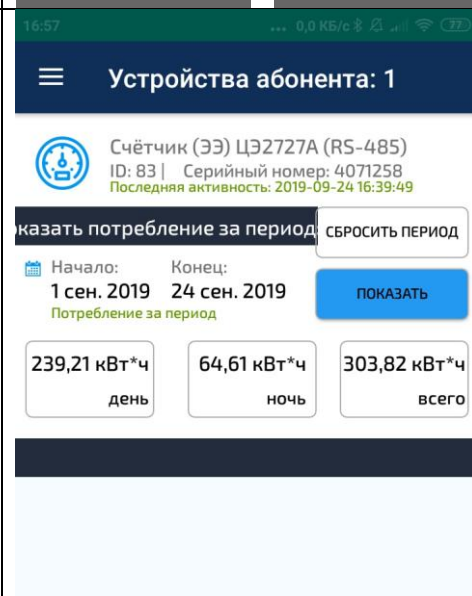 16:57 ... 0,0 КБ/с 77
Устройства абонента: 1
Счётчик (ЭЭ) ЦЭ2727А (RS-485)
ID: 83 | Серийный номер: 4071258
Последняя активность: 2019-09-24 16:39:49
оказать потребление за период
СБРОСИТЬ ПЕРИОД
Начало: Конец:
1 сен. 2019 24 сен. 2019
ПОКАЗАТЬ
Потребление за период
239,21 кВт*ч 64,61 кВт*ч 303,82 кВт*ч
день ночь всего